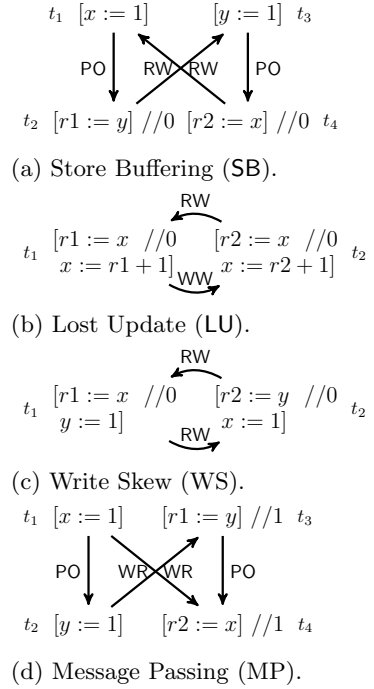 t₁ [x := 1] [y := 1] t₃
PO RW RW PO
t₂ [r1 := y] //0 [r2 := x] //0 t₄
(a) Store Buffering (SB).
RW
[r1 := x //0 [r2 := x //0
t₁ t₂
x := r1 + 1] x := r2 + 1]
WW
(b) Lost Update (LU).
RW
[r1 := x //0 [r2 := y //0
t₁ t₂
y := 1] x := 1]
RW
(c) Write Skew (WS).
t₁ [x := 1] [r1 := y] //1 t₃
PO WR WR PO
t₂ [y := 1] [r2 := x] //1 t₄
(d) Message Passing (MP).